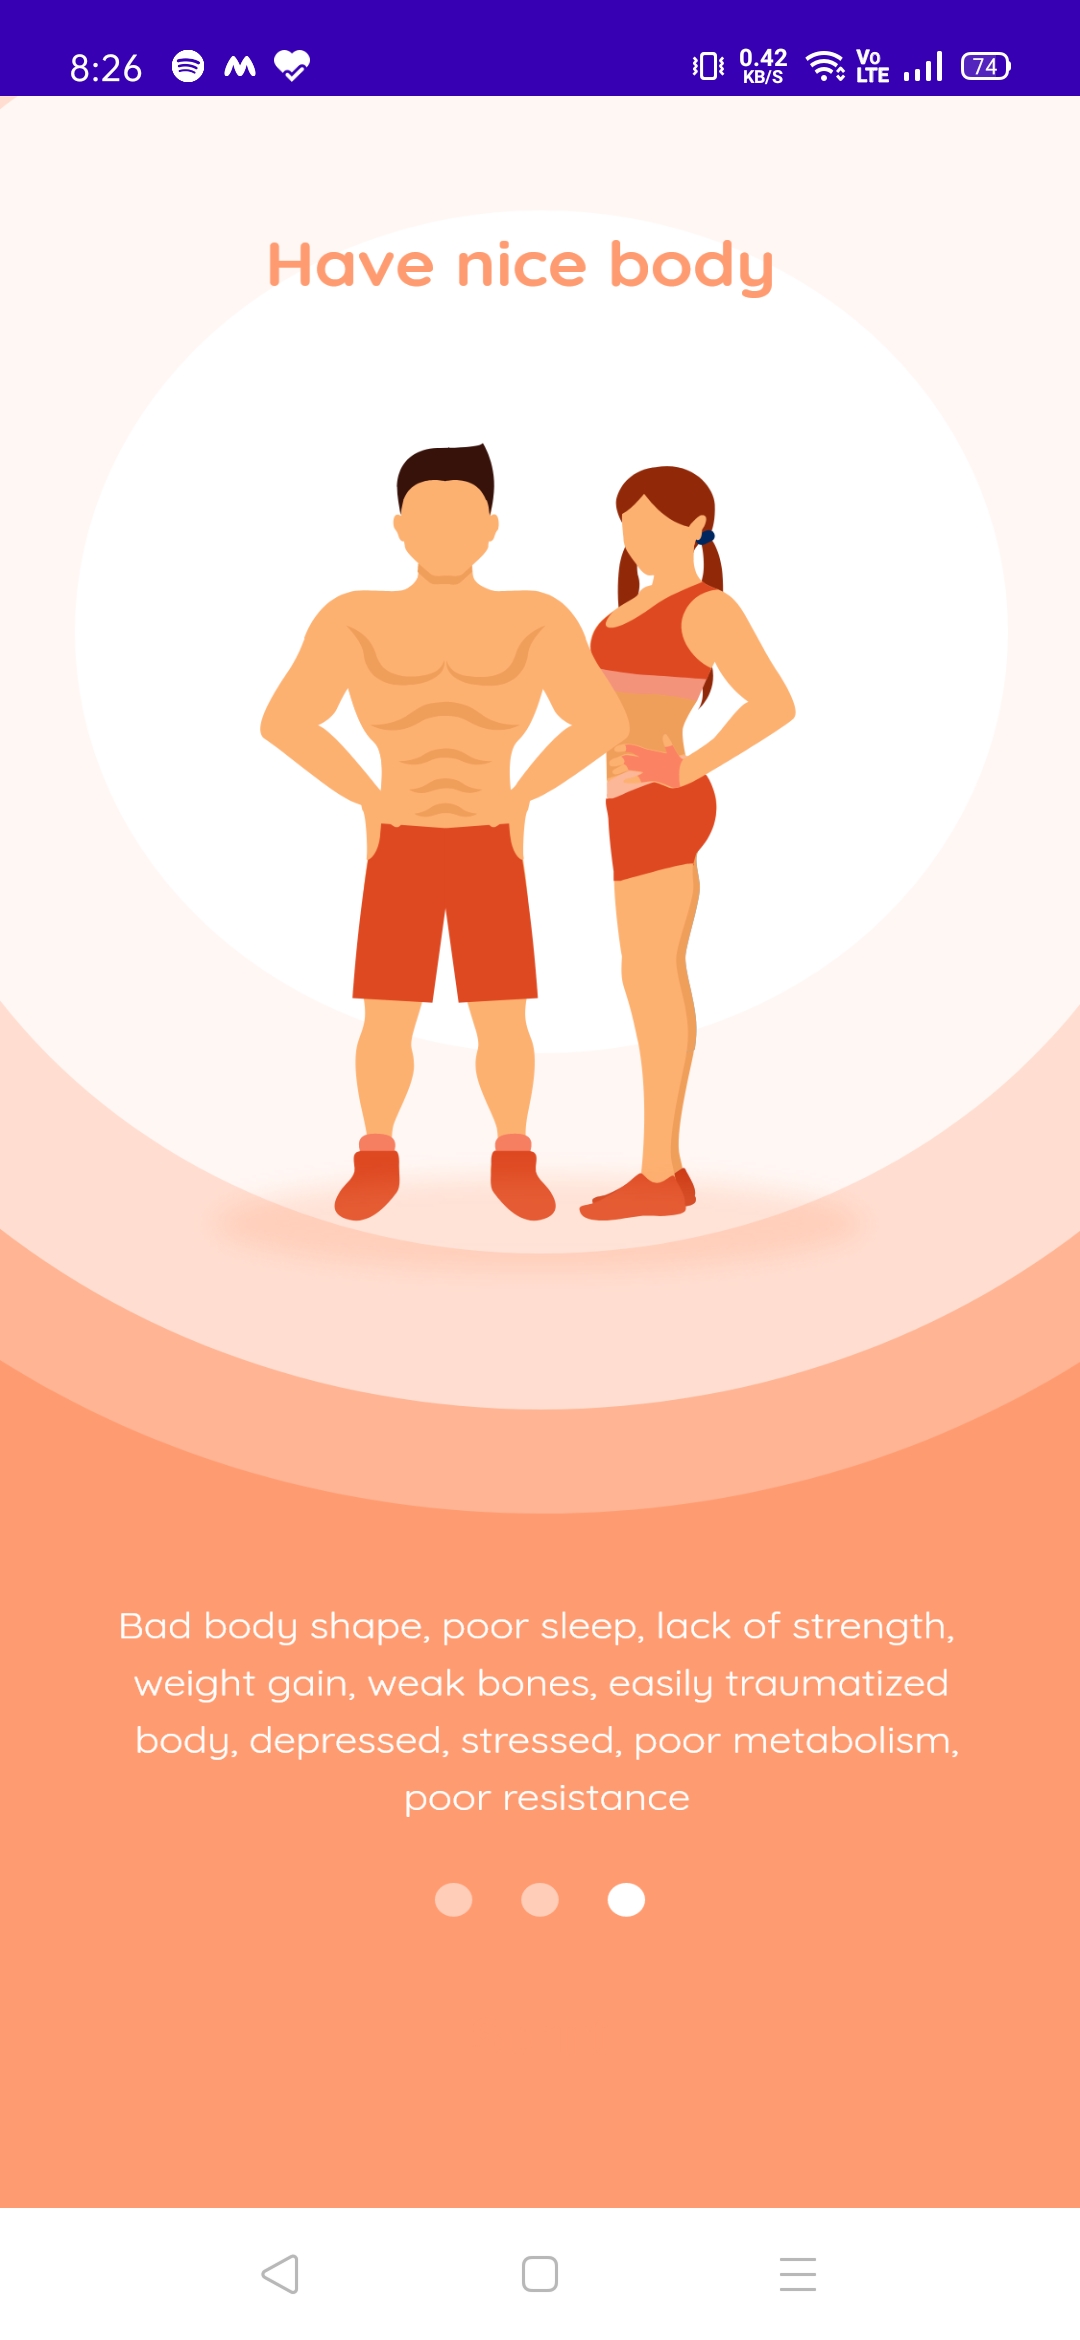 8:26 0.42 KB/S Vo LTE 74
Have nice body
Bad body shape, poor sleep, lack of strength,
weight gain, weak bones, easily traumatized
body, depressed, stressed, poor metabolism,
poor resistance